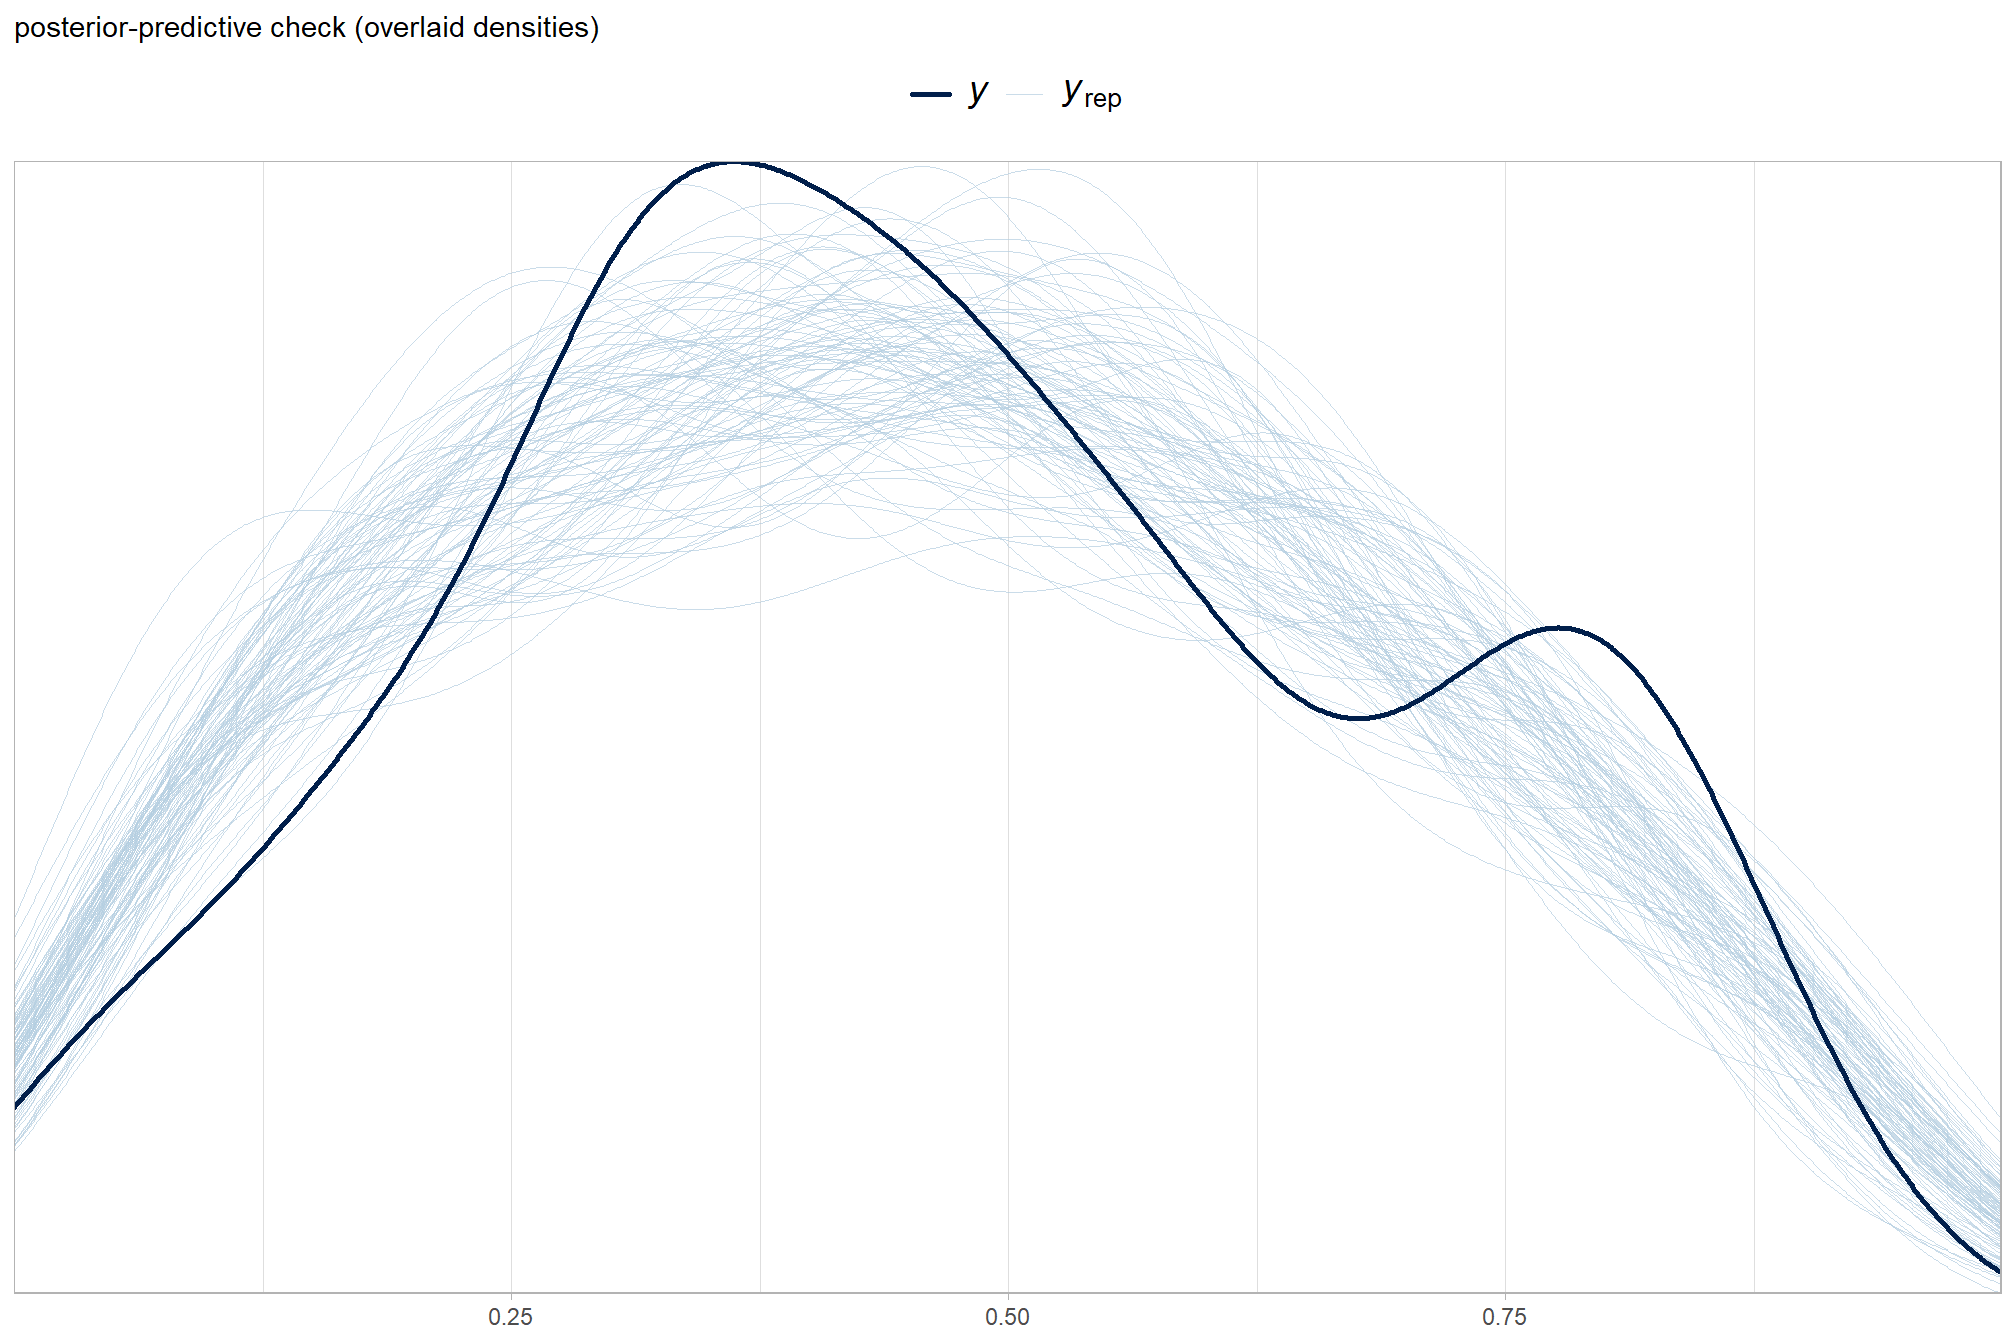 posterior-predictive check (overlaid densities)
y y rep
0.25 0.50 0.75